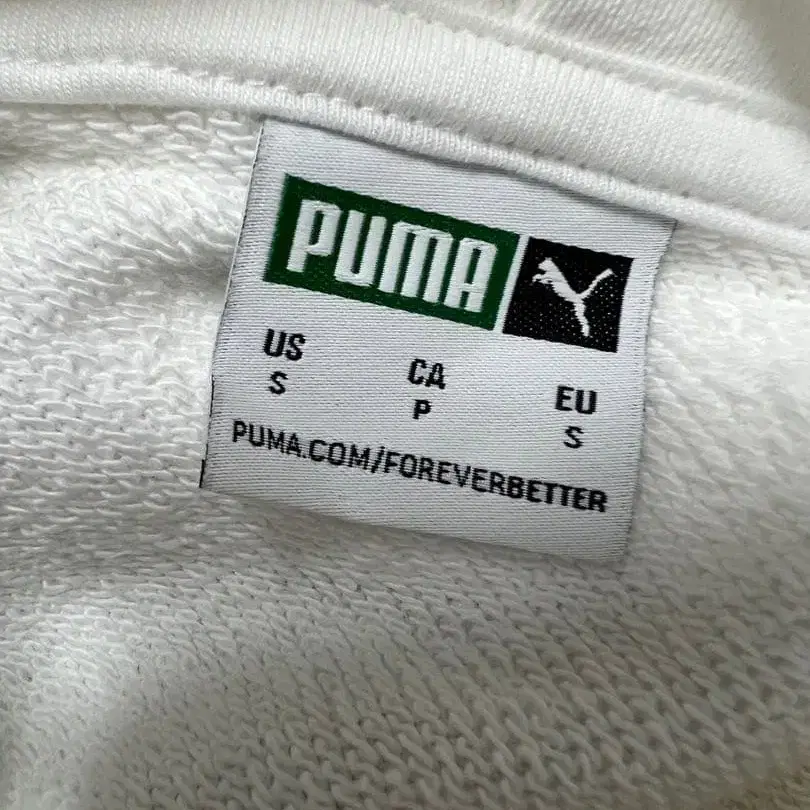 PUMA
US CA EU
S P S
PUMA.COM/FOREVERBETTER